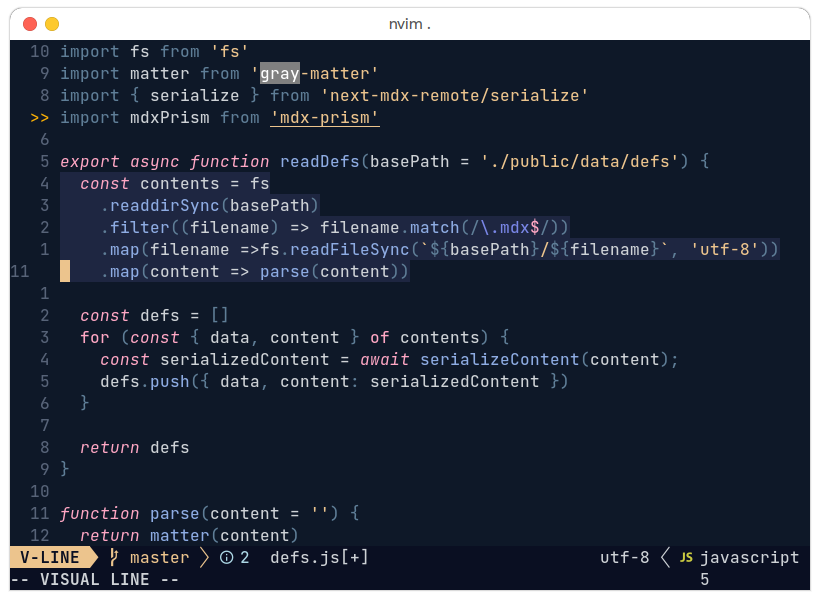 nvim .
10 import fs from 'fs'
9 import matter from 'gray-matter'
8 import { serialize } from 'next-mdx-remote/serialize'
>> import mdxPrism from 'mdx-prism'
6
5 export async function readDefs(basePath = './public/data/defs') {
4   const contents = fs
3     .readdirSync(basePath)
2     .filter((filename) => filename.match(/\.mdx$/))
1     .map(filename =>fs.readFileSync(`${basePath}/${filename}`, 'utf-8'))
11     .map(content => parse(content))
1
2   const defs = []
3   for (const { data, content } of contents) {
4     const serializedContent = await serializeContent(content);
5     defs.push({ data, content: serializedContent })
6   }
7
8   return defs
9 }
10
11 function parse(content = '') {
12   return matter(content)
V-LINE master 2 defs.js[+] utf-8 JS javascript
-- VISUAL LINE -- 5